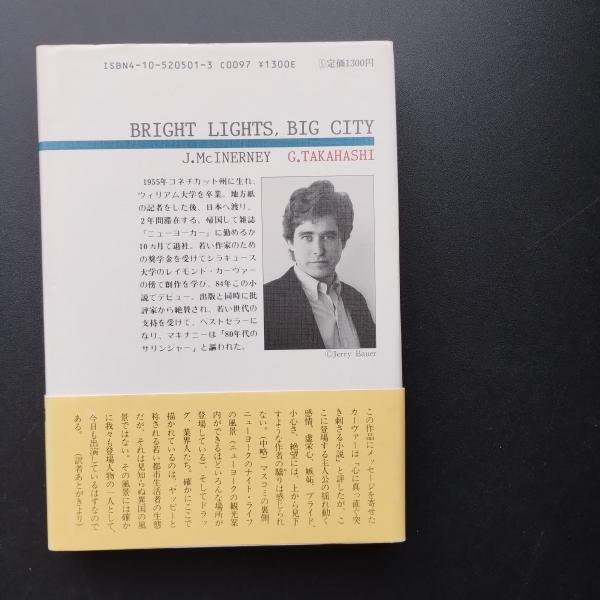 ISBN4-10-520501-3 C0097 ¥1300E
Ⓢ定価1300円
BRIGHT LIGHTS, BIG CITY
J.McINERNEY G.TAKAHASHI
1955年コネチカット州に生れ、
ウィリアム大学を卒業。地方紙
の記者をした後、日本へ渡り、
2年間滞在する。帰国して雑誌
「ニューヨーカー」に勤めるが
10ヵ月で退社。若い作家のため
の奨学金を受けてシラキュース
大学のレイモンド・カーヴァー
の傍で創作を学び、84年この小
説でデビュー。出版と同時に批
評家から絶賛され、若い世代の
支持を受けて、ベストセラーに
なり、マキナニーは「80年代の
サリンジャー」と謳われた。
©Jerry Bauer
この作品にメッセージを寄せた
カーヴァーは「心に真っ直ぐ突
き刺さる小説」と評したが、こ
こに登場する主人公の揺れ動く
感情、虚栄心、嫉妬、プライド、
小心さ、絶望には、上から見下
すような作者の驕りは感じられ
ない。（中略）マスコミの裏側、
ニューヨークのナイト・ライフ
の風景（ニューヨークの観光案
内ができるほどいろんな場所が
登場している）、そしてドラッ
グ、業界人たち。確かにここで
描かれているのは、ヤッピーと
称される若い都市生活者の生態
だが、それは見知らぬ異国の風
景ではない。その風景には確か
に我々も登場人物の一人として、
今日も出演しているはずなので
ある。（訳者あとがきより）